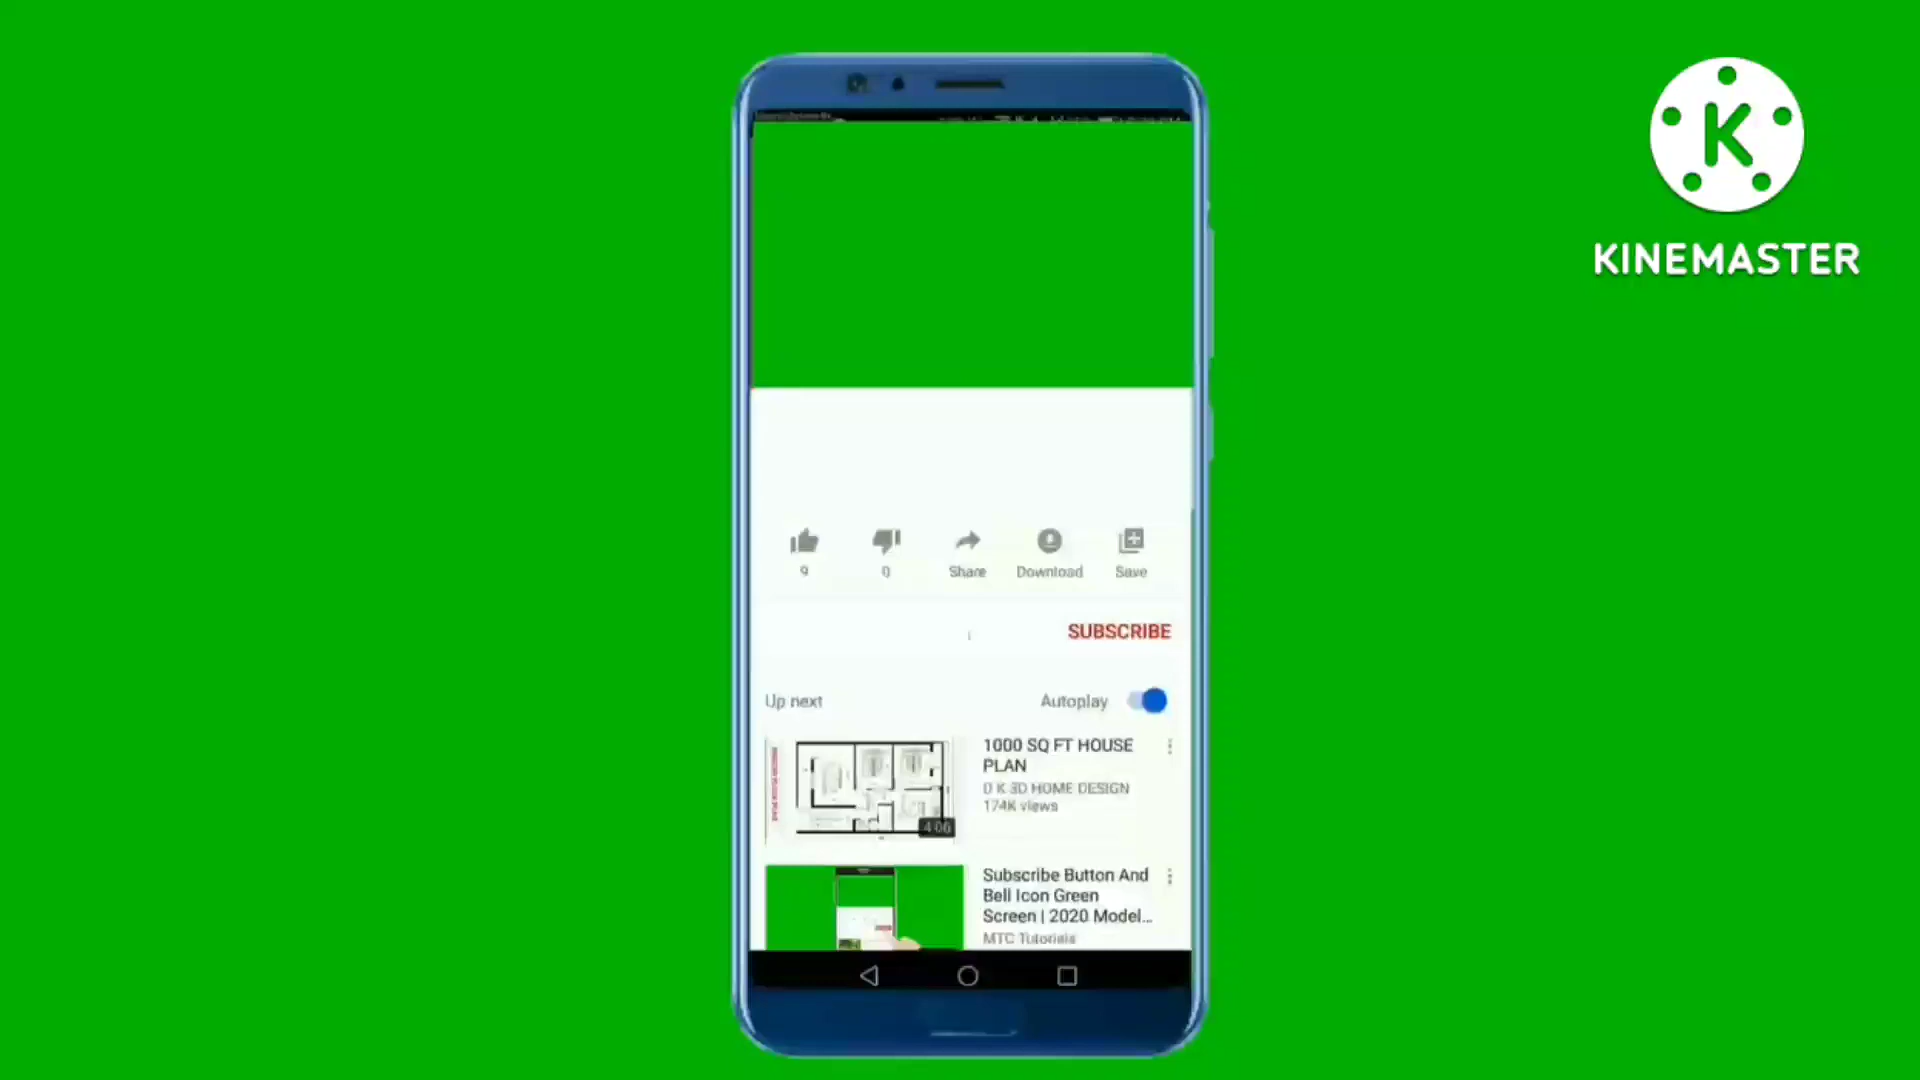 KINEMASTER
9
0
Share
Download
Save
SUBSCRIBE
Up next
Autoplay
1000 SQ FT HOUSE
PLAN
D K 3D HOME DESIGN
174K views
4:06
Subscribe Button And
Bell Icon Green
Screen | 2020 Model...
MTC Tutorials